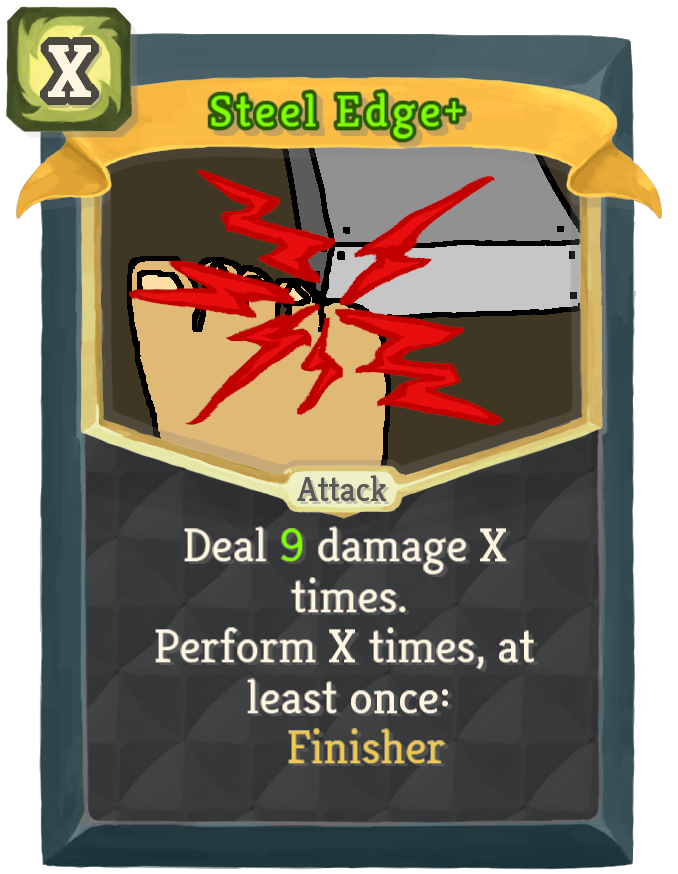 X
Steel Edge+
Attack
Deal 9 damage X
times.
Perform X times, at
least once:
Finisher